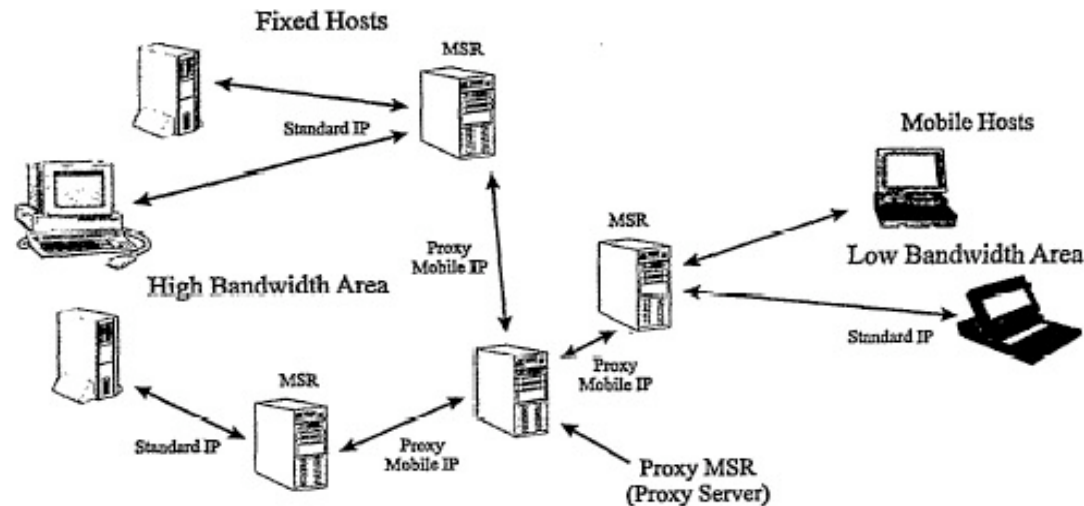 Fixed Hosts
MSR
Standard IP
Mobile Hosts
MSR
Proxy
Mobile IP
High Bandwidth Area
Low Bandwidth Area
Standard IP
MSR
Proxy
Mobile IP
Standard IP
Proxy
Mobile IP
Proxy MSR
(Proxy Server)